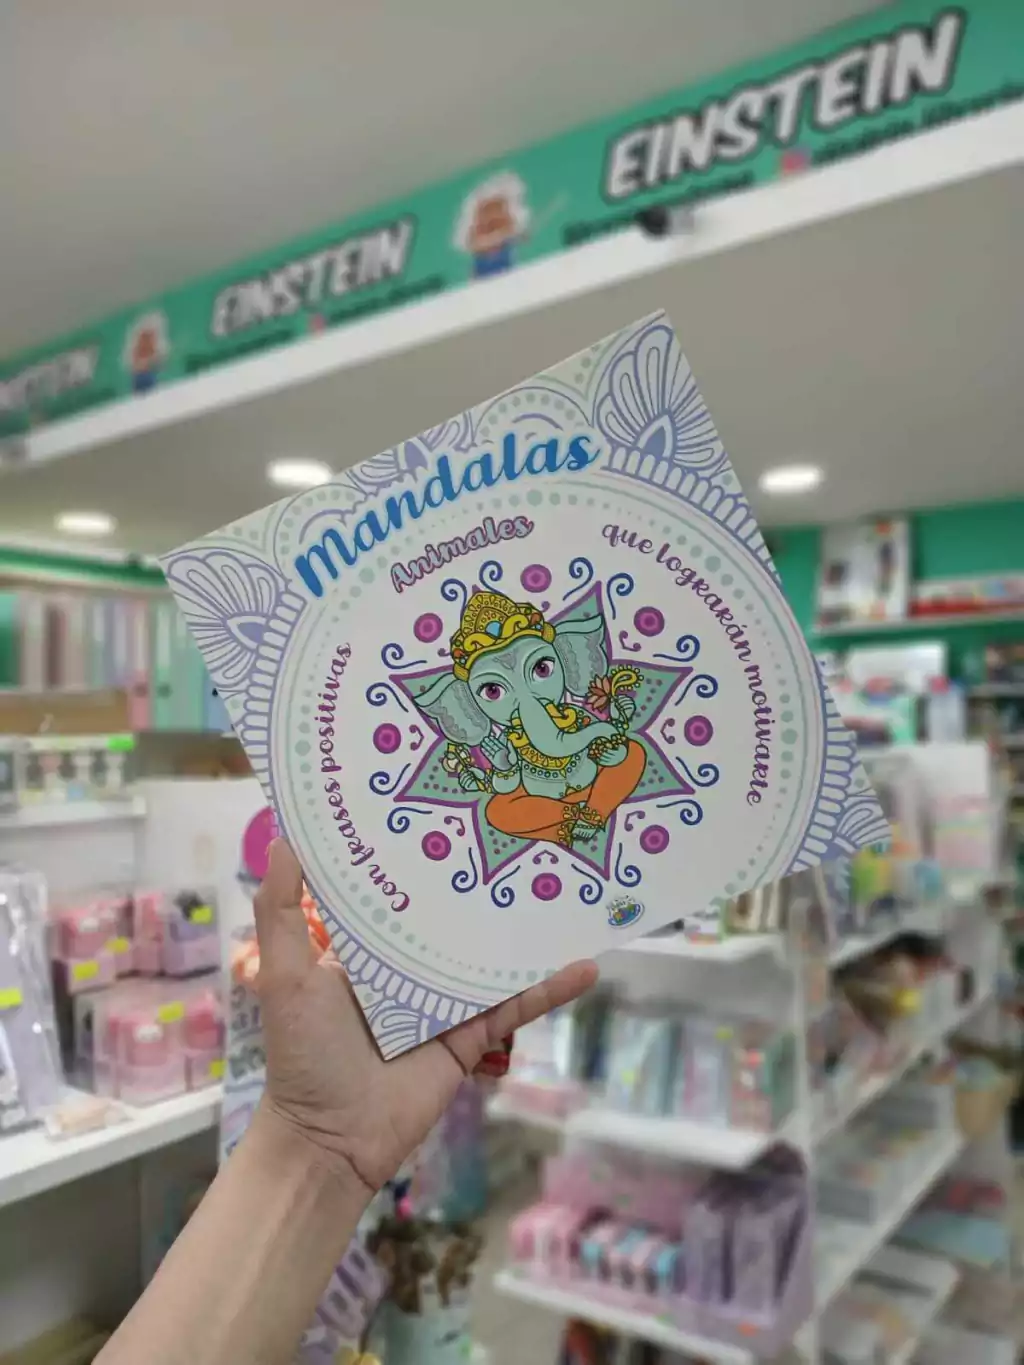 EINSTEIN
EINSTEIN
Mandalas
Animales
Con frases positivas
que lograrán motivarte